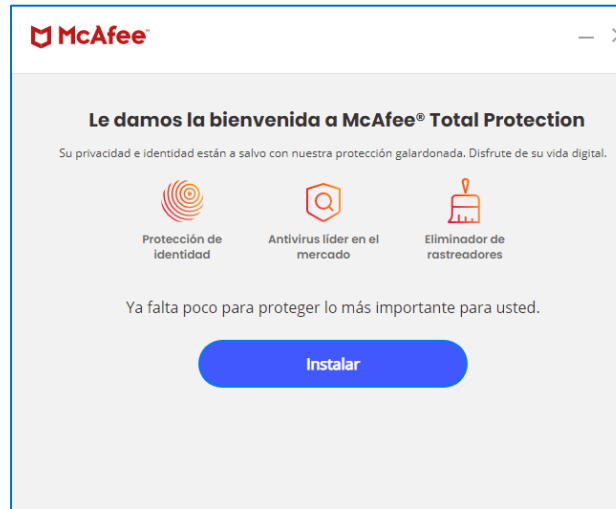 McAfee™
Le damos la bienvenida a McAfee® Total Protection
Su privacidad e identidad están a salvo con nuestra protección galardonada. Disfrute de su vida digital.
Protección de
identidad
Antivirus líder en el
mercado
Eliminador de
rastreadores
Ya falta poco para proteger lo más importante para usted.
Instalar